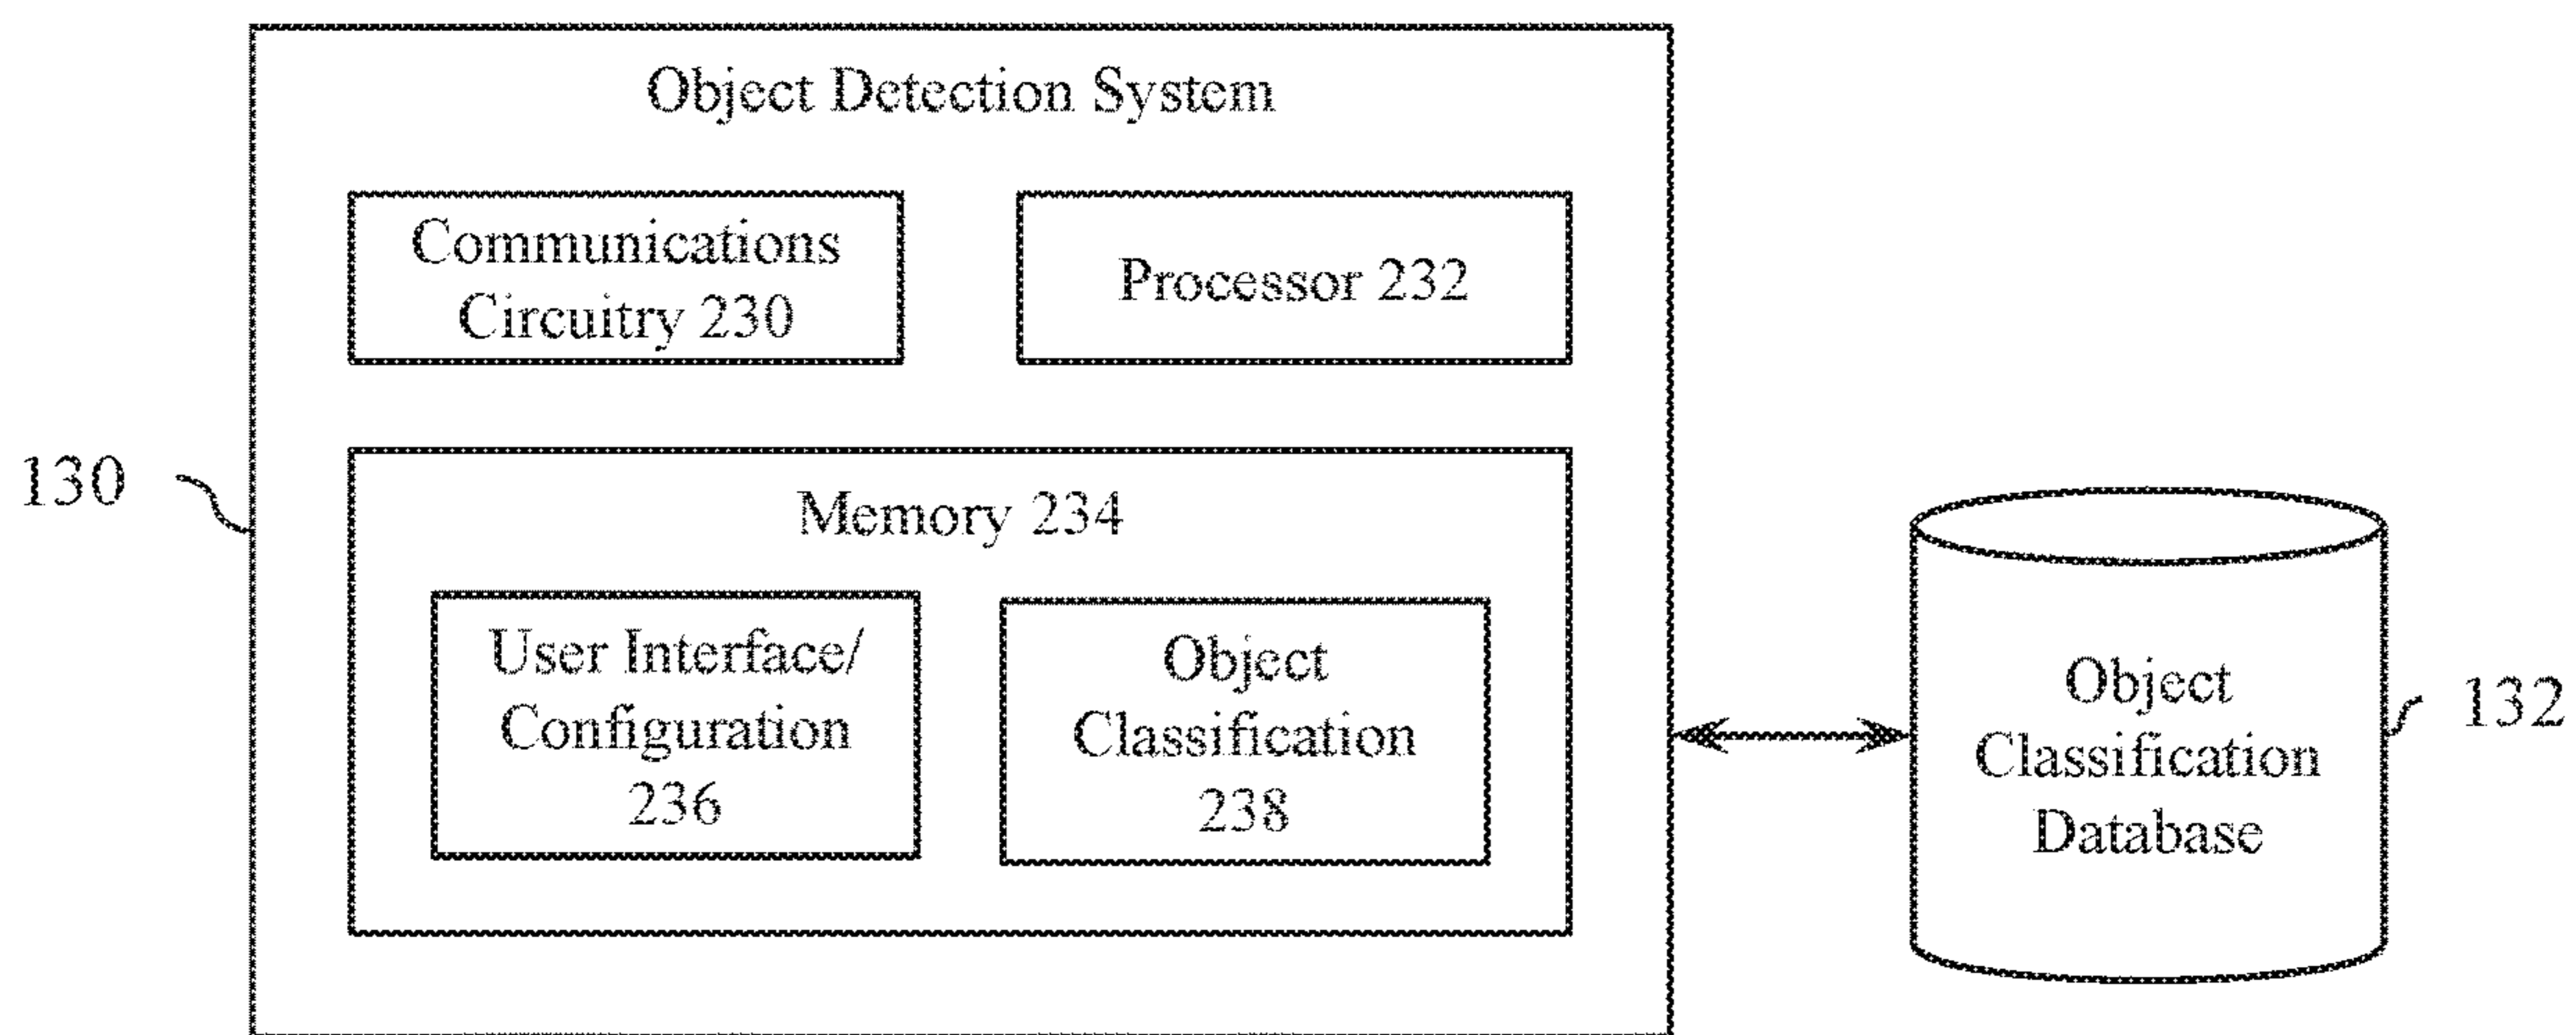 Object Detection System
Communications
Circuitry 230
Processor 232
130
Memory 234
User Interface/
Configuration
236
Object
Classification
238
Object
Classification
Database
132